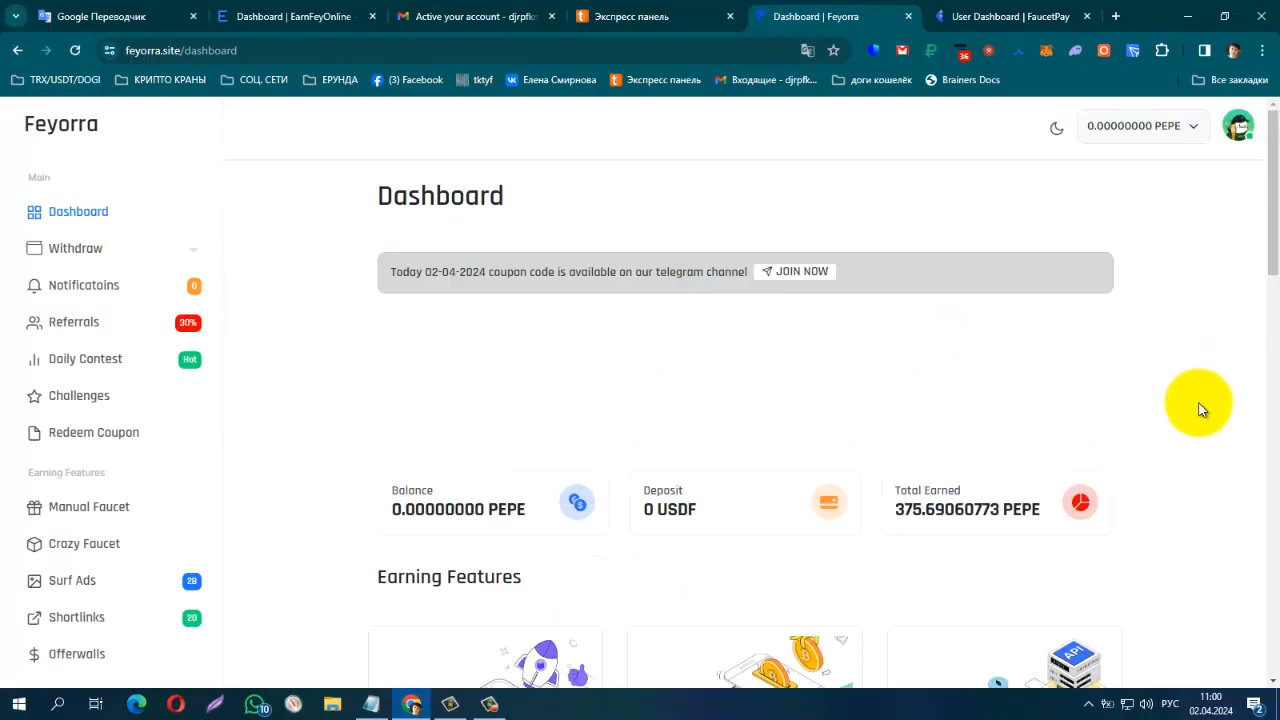 Google Переводчик
Dashboard | EarnFeyOnline
Active your account - djrpfk
Экспресс панель
Dashboard | Feyorra
User Dashboard | FaucetPay
feyorra.site/dashboard
36
TRX/USDT/DOGI
КРИПТО КРАНЫ
СОЦ. СЕТИ
ЕРУНДА
(3) Facebook
tktyf
Елена Смирнова
Экспресс панель
Входящие - djrpfk...
доги кошелёк
Brainers Docs
Все закладки
Feyorra
0.00000000 PEPE
Main
Dashboard
Withdraw
Notificatoins 0
Referrals 30%
Daily Contest Hot
Challenges
Redeem Coupon
Earning Features
Manual Faucet
Crazy Faucet
Surf Ads 28
Shortlinks 20
Offerwalls
Dashboard
Today 02-04-2024 coupon code is available on our telegram channel JOIN NOW
Balance
0.00000000 PEPE
Deposit
0 USDF
Total Earned
375.69060773 PEPE
Earning Features
API
10
РУС
11:00
02.04.2024
2